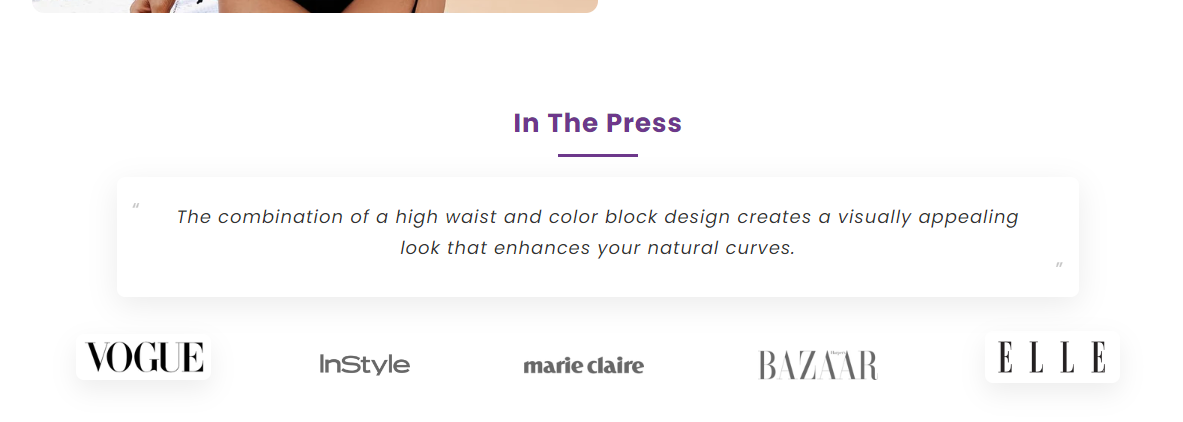 In The Press
“
The combination of a high waist and color block design creates a visually appealing
look that enhances your natural curves.
”
VOGUE
InStyle
marie claire
BAZAAR
ELLE